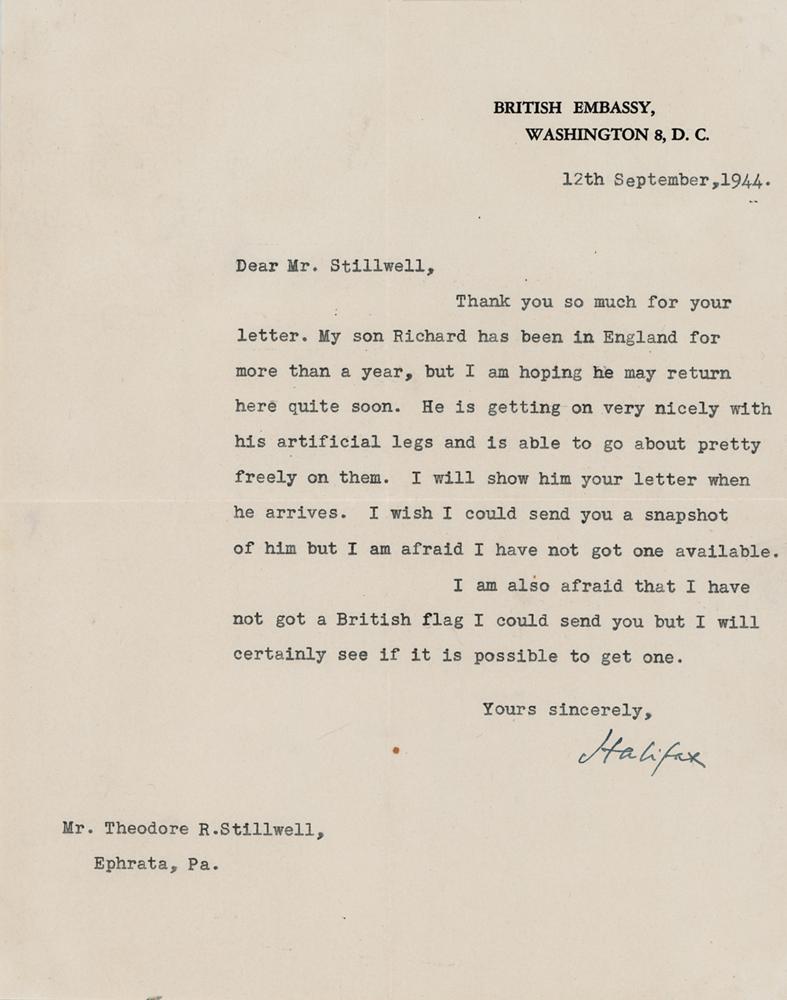 BRITISH EMBASSY,
WASHINGTON 8, D. C.
12th September,1944.
Dear Mr. Stillwell,
Thank you so much for your
letter. My son Richard has been in England for
more than a year, but I am hoping he may return
here quite soon. He is getting on very nicely with
his artificial legs and is able to go about pretty
freely on them. I will show him your letter when
he arrives. I wish I could send you a snapshot
of him but I am afraid I have not got one available.
I am also afraid that I have
not got a British flag I could send you but I will
certainly see if it is possible to get one.
Yours sincerely,
Halifax
Mr. Theodore R.Stillwell,
Ephrata, Pa.